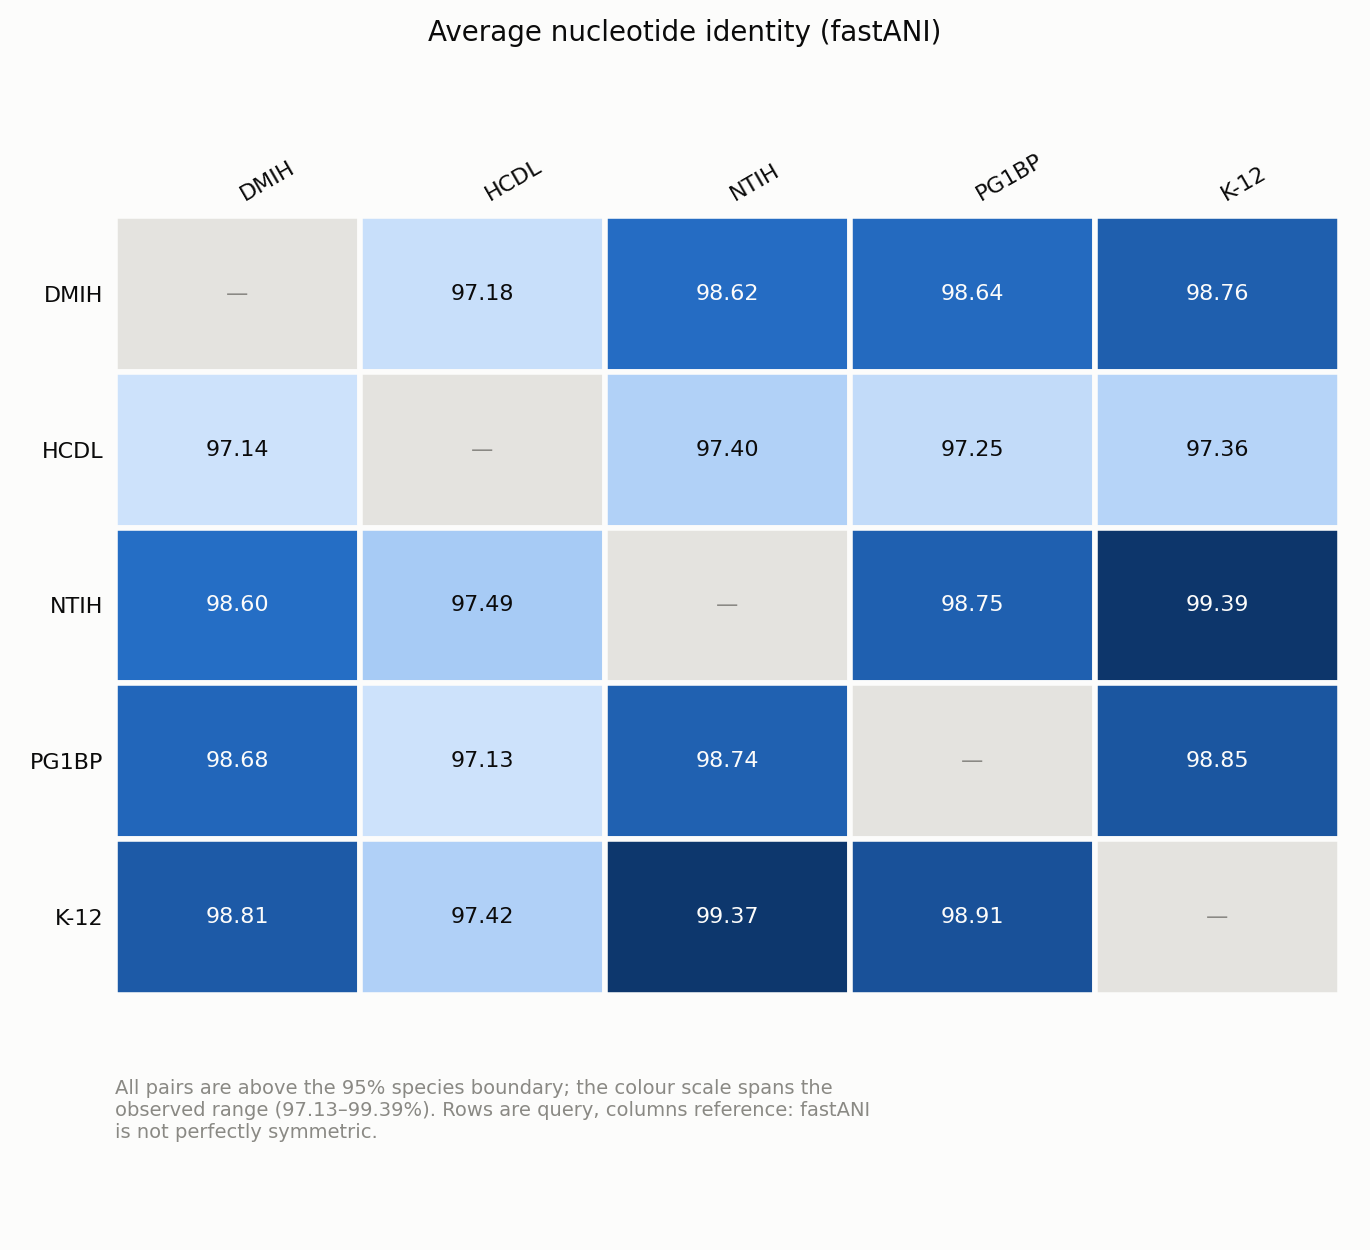 Average nucleotide identity (fastANI)
DMIH HCDL NTIH PG1BP K-12
DMIH — 97.18 98.62 98.64 98.76
HCDL 97.14 — 97.40 97.25 97.36
NTIH 98.60 97.49 — 98.75 99.39
PG1BP 98.68 97.13 98.74 — 98.85
K-12 98.81 97.42 99.37 98.91 —
All pairs are above the 95% species boundary; the colour scale spans the
observed range (97.13–99.39%). Rows are query, columns reference: fastANI
is not perfectly symmetric.